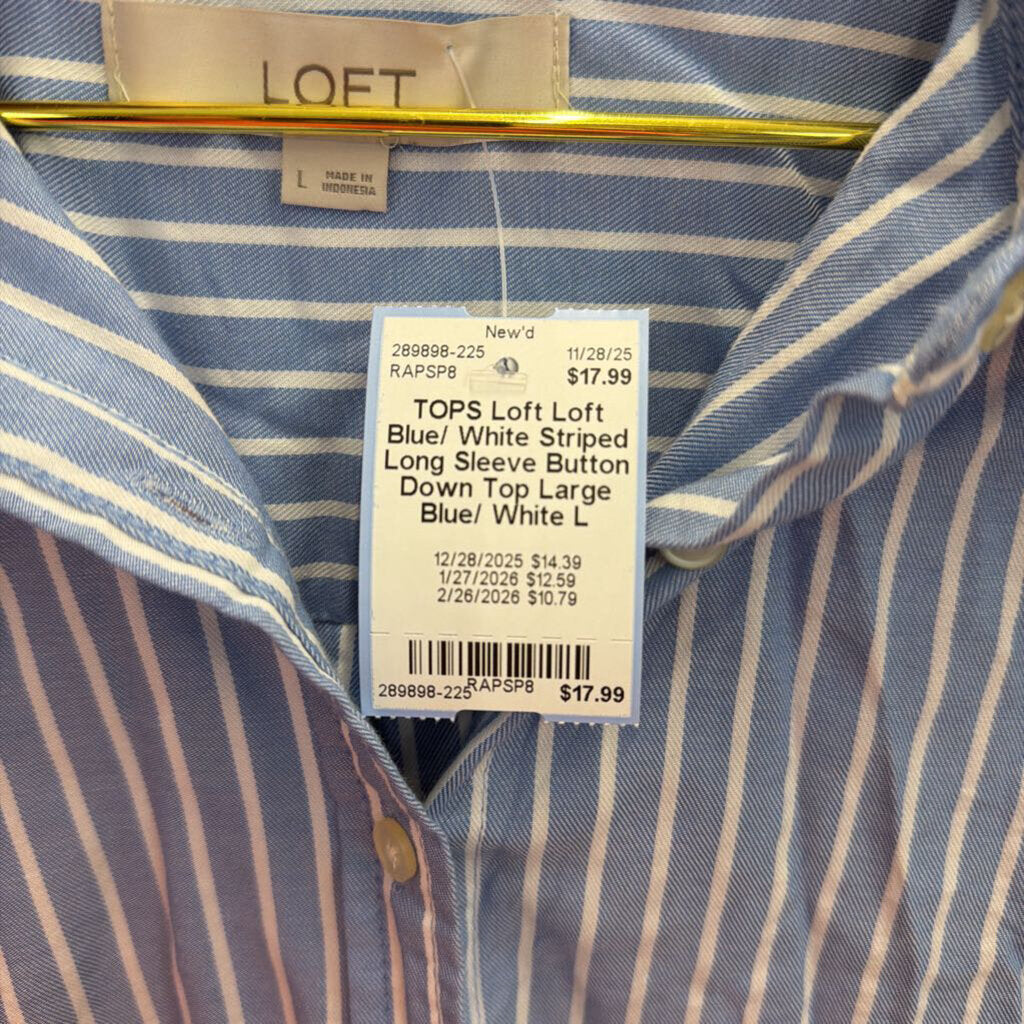 LOFT
L MADE IN
INDONESIA
New'd
289898-225 11/28/25
RAPSP8 $17.99
TOPS Loft Loft
Blue/ White Striped
Long Sleeve Button
Down Top Large
Blue/ White L
12/28/2025 $14.39
1/27/2026 $12.59
2/26/2026 $10.79
289898-225 RAPSP8 $17.99